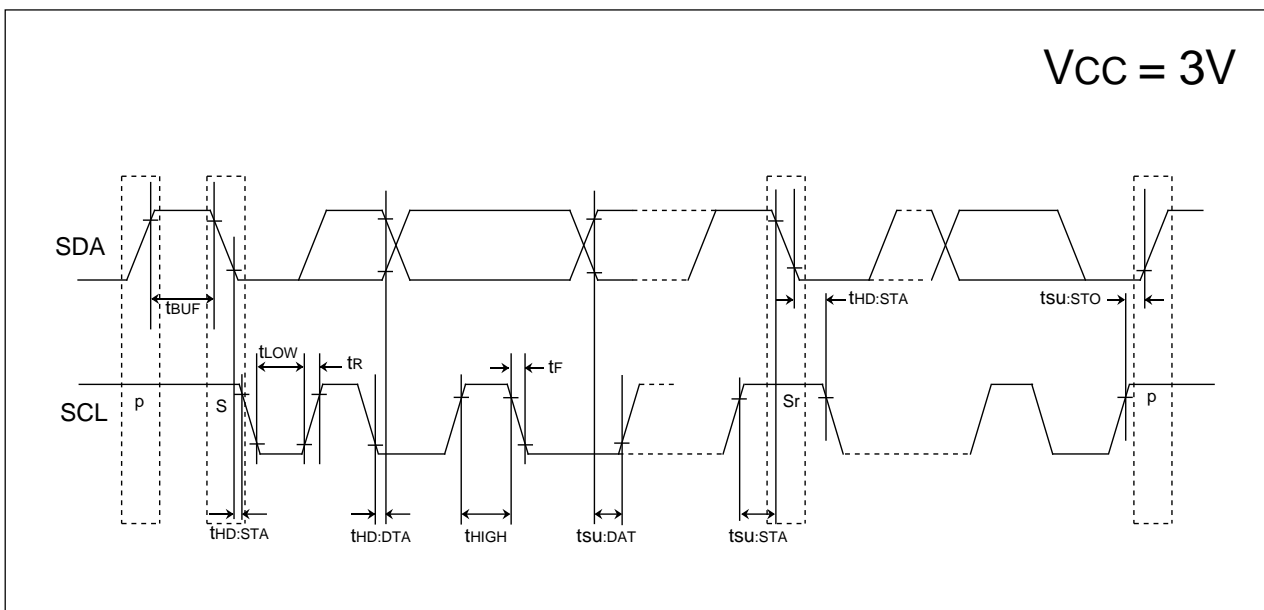 VCC = 3V
SDA
tHD:STA
tsu:STO
tBUF
tLOW
tR
tF
SCL
p
S
Sr
p
tHD:STA
tHD:DTA
tHIGH
tsu:DAT
tsu:STA